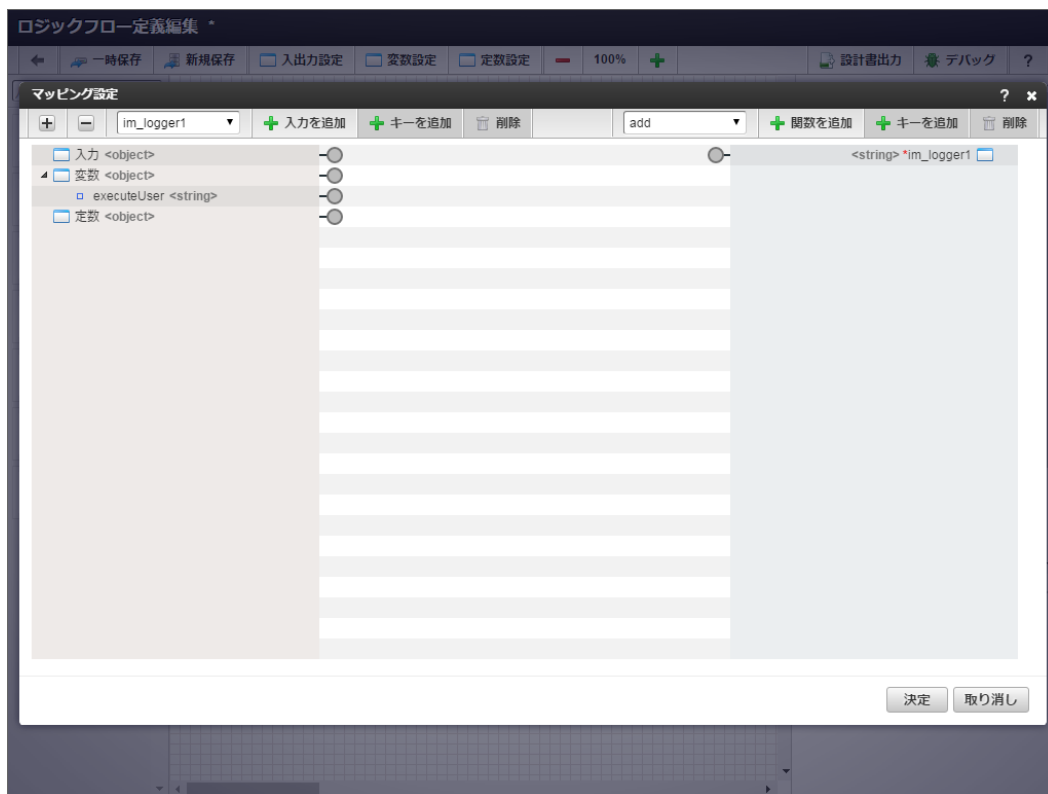 ロジックフロー定義編集 *
一時保存 新規保存 入出力設定 変数設定 定数設定 100% 設計書出力 デバッグ ?
マッピング設定 ?
im_logger1 入力を追加 キーを追加 削除 add 関数を追加 キーを追加 削除
入力 <object> <string> *im_logger1
変数 <object>
executeUser <string>
定数 <object>
決定 取り消し